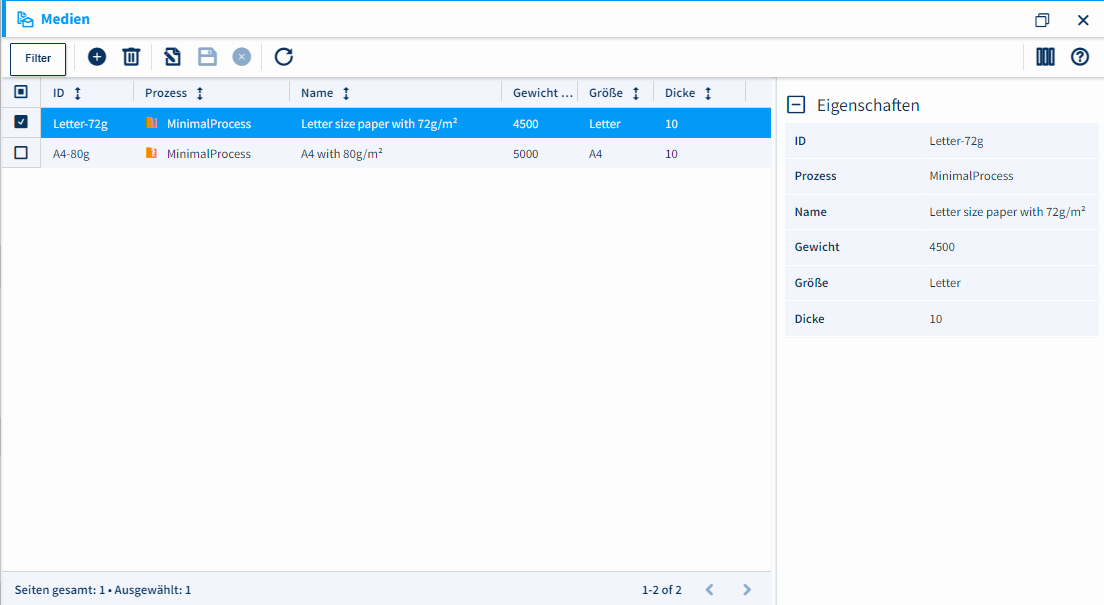 Medien
Filter
ID Prozess Name Gewicht ... Größe Dicke
Letter-72g MinimalProcess Letter size paper with 72g/m² 4500 Letter 10
A4-80g MinimalProcess A4 with 80g/m² 5000 A4 10
Eigenschaften
ID Letter-72g
Prozess MinimalProcess
Name Letter size paper with 72g/m²
Gewicht 4500
Größe Letter
Dicke 10
Seiten gesamt: 1 • Ausgewählt: 1 1-2 of 2